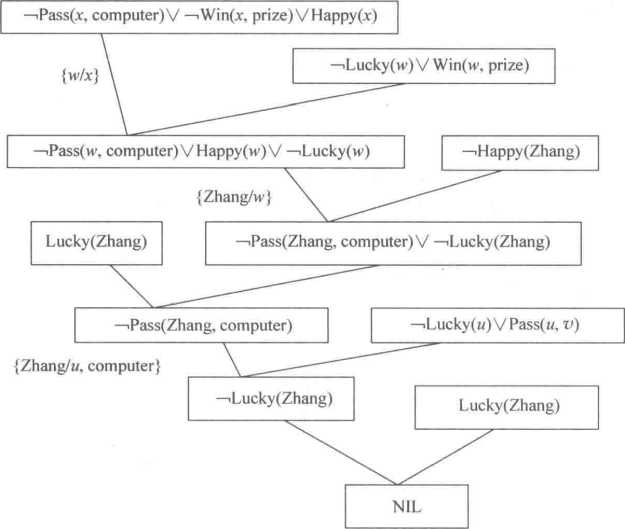 ¬Pass(x, computer)∨ ¬Win(x, prize)∨Happy(x)
{w/x}
¬Lucky(w)∨Win(w, prize)
¬Pass(w, computer)∨Happy(w)∨ ¬Lucky(w)
¬Happy(Zhang)
{Zhang/w}
Lucky(Zhang)
¬Pass(Zhang, computer)∨ ¬Lucky(Zhang)
¬Pass(Zhang, computer)
¬Lucky(u)∨Pass(u, v)
{Zhang/u, computer}
¬Lucky(Zhang)
Lucky(Zhang)
NIL